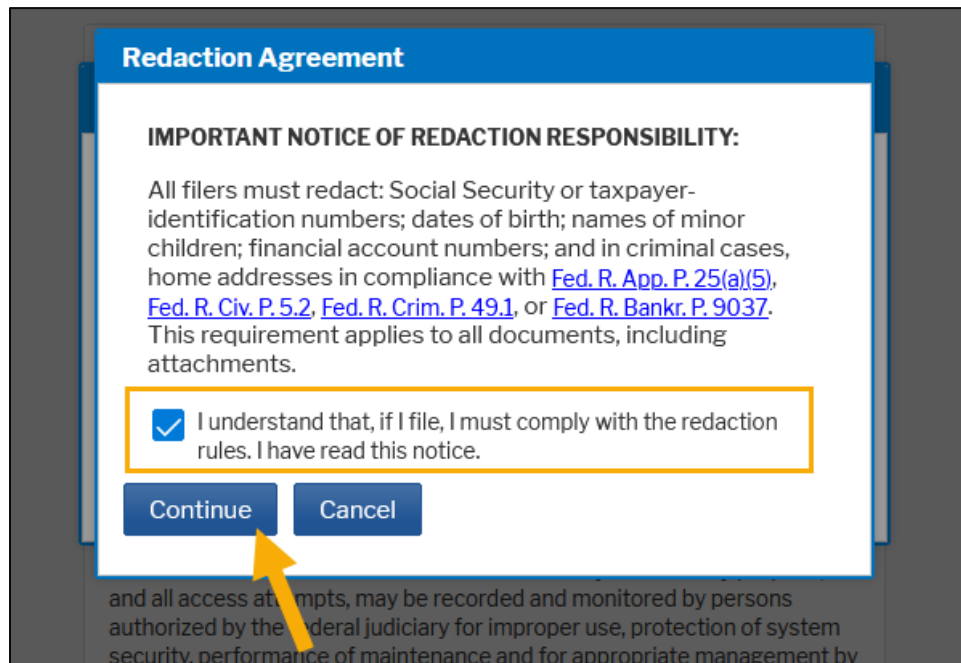 Redaction Agreement
IMPORTANT NOTICE OF REDACTION RESPONSIBILITY:
All filers must redact: Social Security or taxpayer-
identification numbers; dates of birth; names of minor
children; financial account numbers; and in criminal cases,
home addresses in compliance with Fed. R. App. P. 25(a)(5),
Fed. R. Civ. P. 5.2, Fed. R. Crim. P. 49.1, or Fed. R. Bankr. P. 9037.
This requirement applies to all documents, including
attachments.
I understand that, if I file, I must comply with the redaction
rules. I have read this notice.
Continue Cancel
and all access attempts, may be recorded and monitored by persons
authorized by the federal judiciary for improper use, protection of system
security, performance of maintenance and for appropriate management by